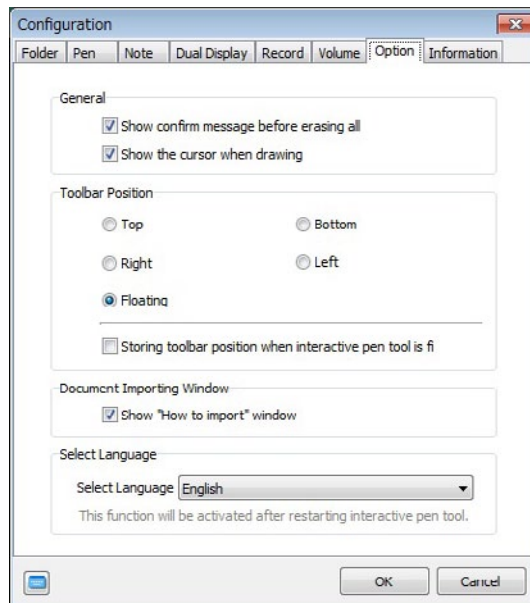 Configuration
Folder Pen Note Dual Display Record Volume Option Information
General
Show confirm message before erasing all
Show the cursor when drawing
Toolbar Position
Top Bottom
Right Left
Floating
Storing toolbar position when interactive pen tool is fi
Document Importing Window
Show "How to import" window
Select Language
Select Language English
This function will be activated after restarting interactive pen tool.
OK Cancel